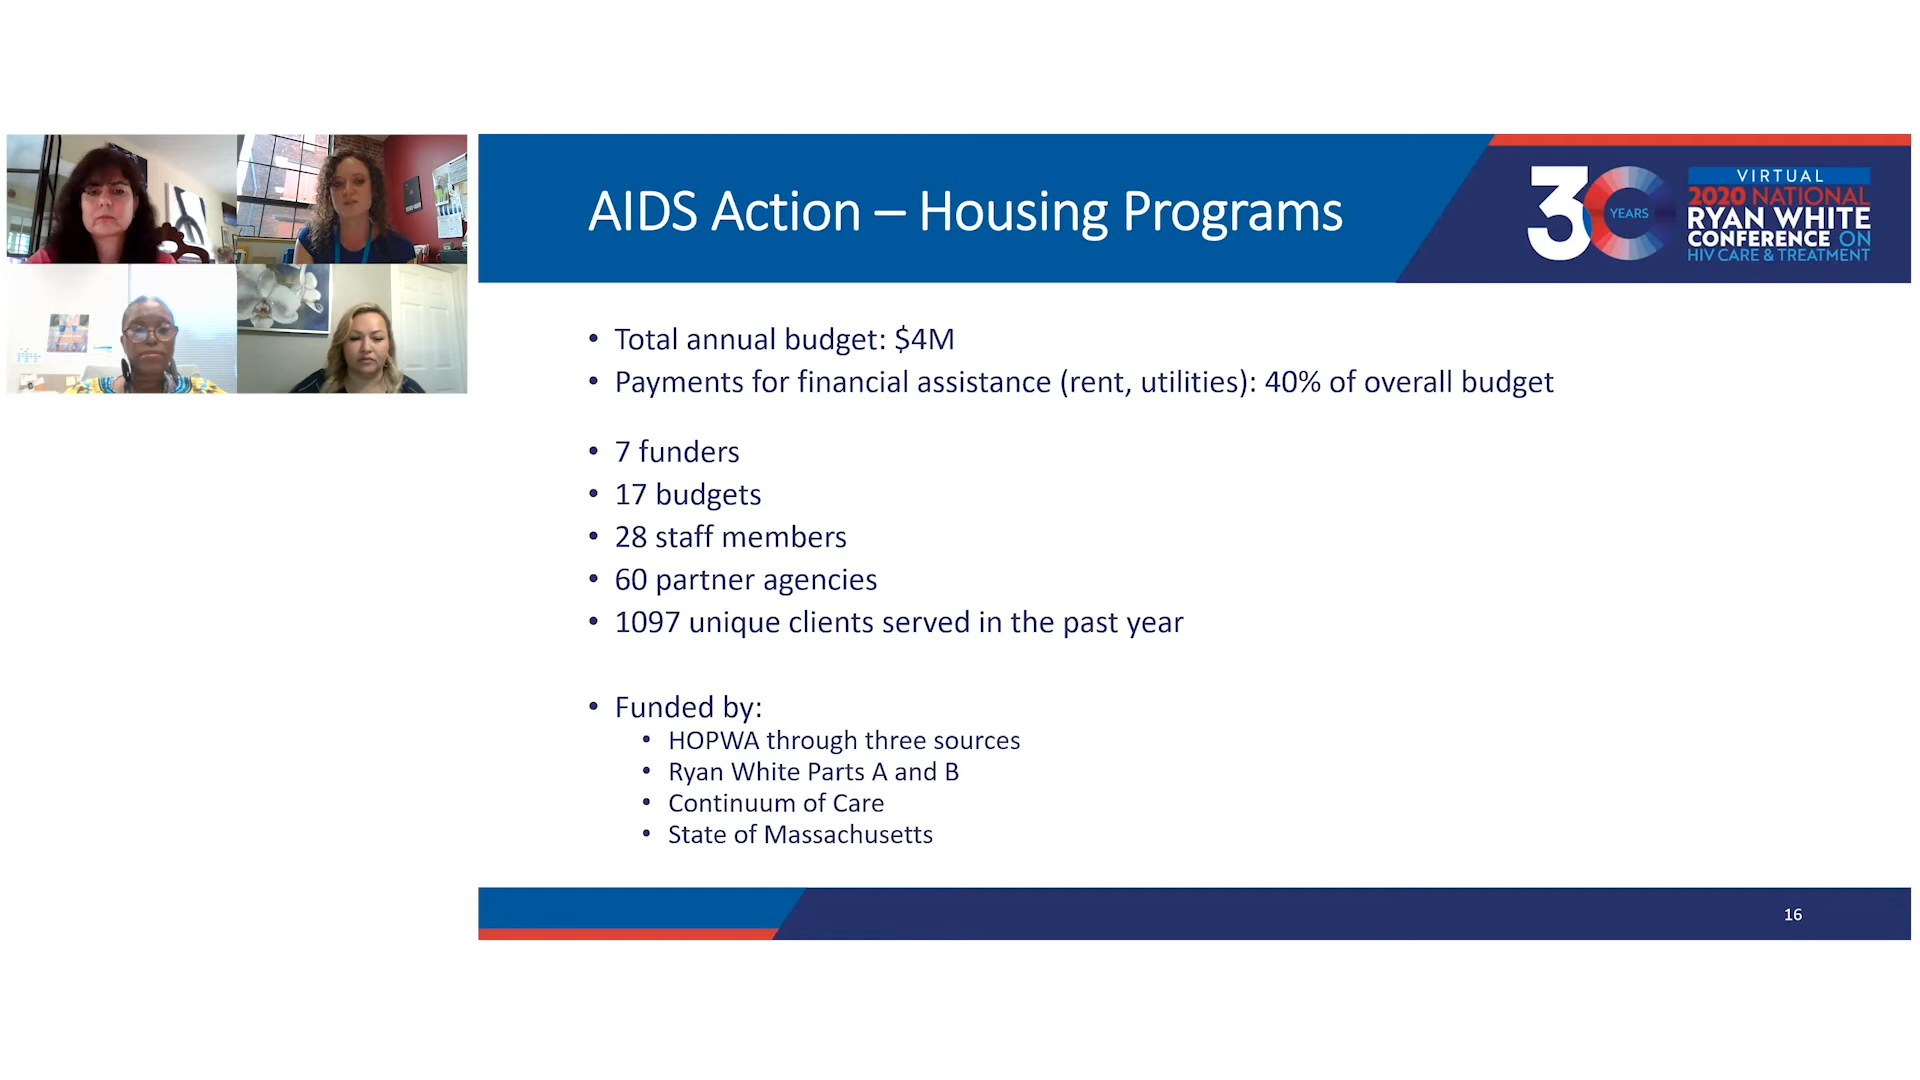 AIDS Action – Housing Programs
30 YEARS
VIRTUAL
2020 NATIONAL
RYAN WHITE
CONFERENCE ON
HIV CARE & TREATMENT
• Total annual budget: $4M
• Payments for financial assistance (rent, utilities): 40% of overall budget
• 7 funders
• 17 budgets
• 28 staff members
• 60 partner agencies
• 1097 unique clients served in the past year
• Funded by:
• HOPWA through three sources
• Ryan White Parts A and B
• Continuum of Care
• State of Massachusetts
16